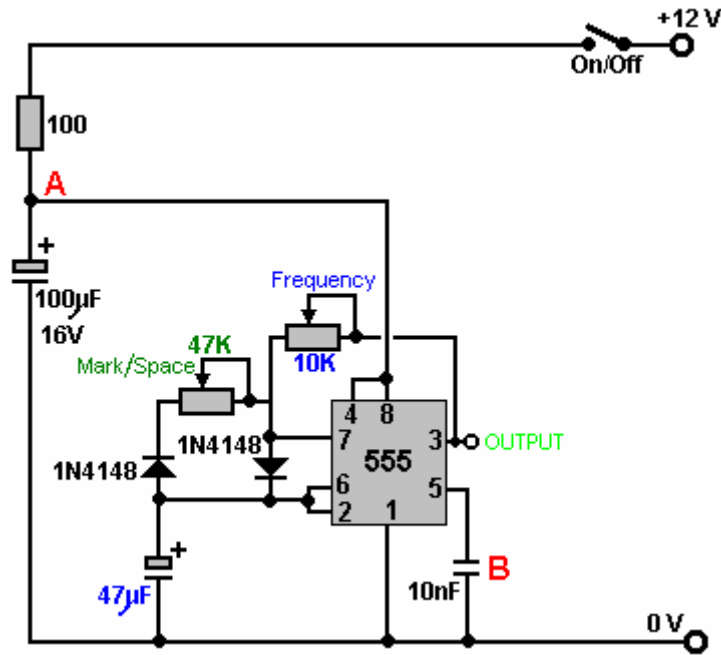 +12 V
On/Off
100
A
+
100µF
16V
Frequency
47K
10K
Mark/Space
4 8
1N4148
7
3
OUTPUT
555
1N4148
6
5
2
1
+
B
47µF
10nF
0 V